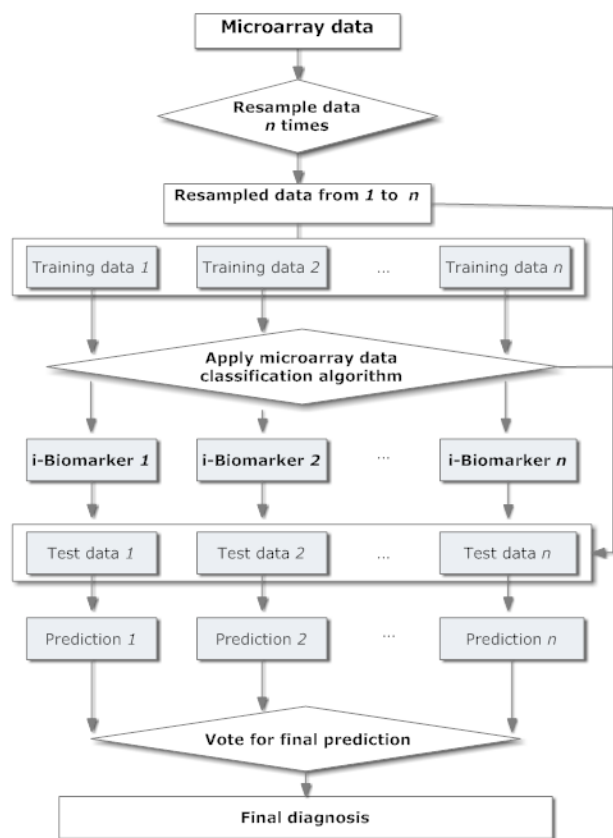 Microarray data
Resample data
n times
Resampled data from 1 to n
Training data 1 Training data 2 ... Training data n
Apply microarray data
classification algorithm
i-Biomarker 1 i-Biomarker 2 ... i-Biomarker n
Test data 1 Test data 2 ... Test data n
Prediction 1 Prediction 2 ... Prediction n
Vote for final prediction
Final diagnosis